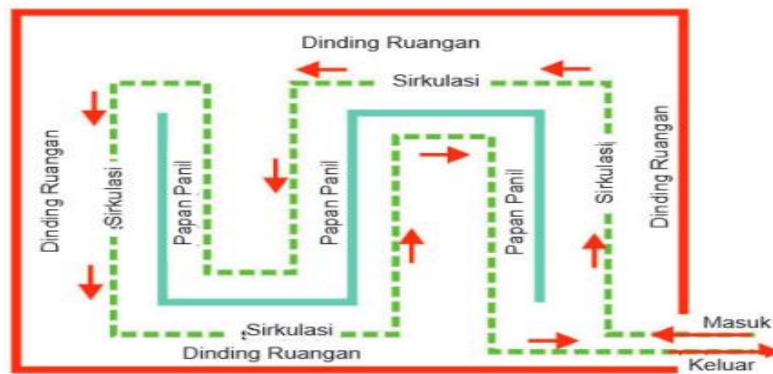 Dinding Ruangan
Sirkulasi
Dinding Ruangan
Sirkulasi
Papan Panil
Papan Panil
Papan Panil
Sirkulasi
Dinding Ruangan
Sirkulasi
Dinding Ruangan
Masuk
Keluar